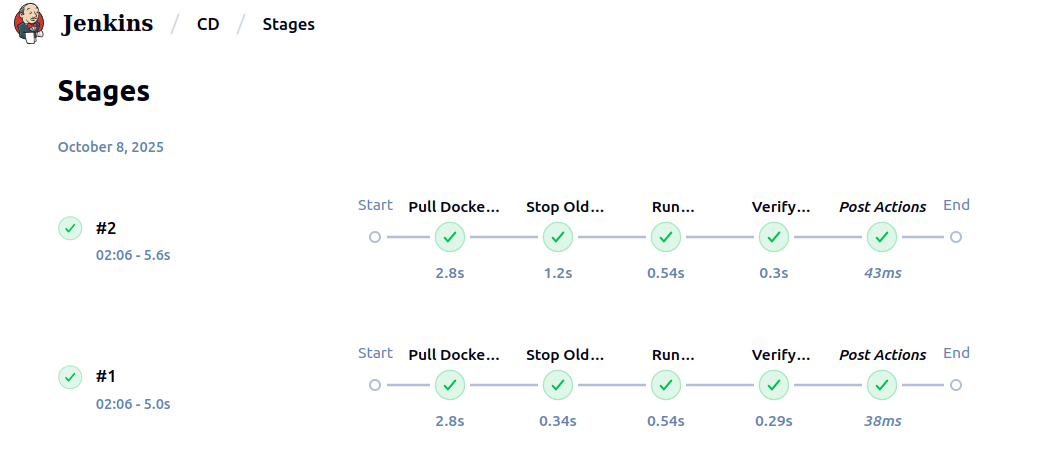 Jenkins / CD / Stages
Stages
October 8, 2025
Start Pull Docke... Stop Old... Run... Verify... Post Actions End
#2
02:06 - 5.6s
2.8s 1.2s 0.54s 0.3s 43ms
Start Pull Docke... Stop Old... Run... Verify... Post Actions End
#1
02:06 - 5.0s
2.8s 0.34s 0.54s 0.29s 38ms